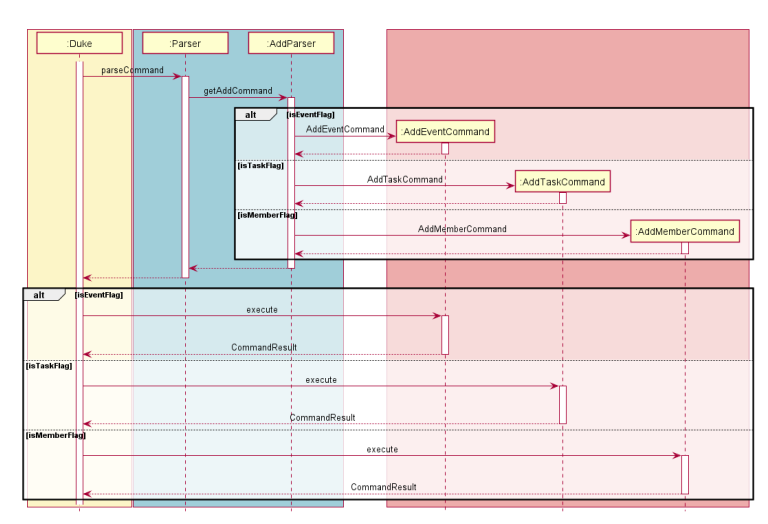 :Duke
:Parser
:AddParser
parseCommand
getAddCommand
alt
[isEventFlag]
AddEventCommand
:AddEventCommand
[isTaskFlag]
AddTaskCommand
:AddTaskCommand
[isMemberFlag]
AddMemberCommand
:AddMemberCommand
alt
[isEventFlag]
execute
CommandResult
[isTaskFlag]
execute
CommandResult
[isMemberFlag]
execute
CommandResult